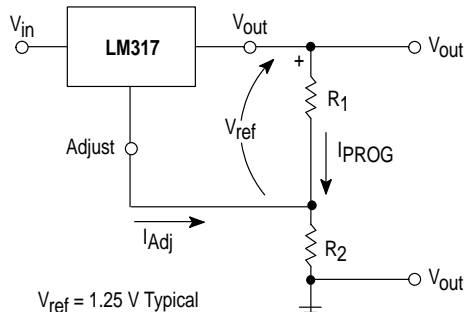 Vin
LM317
Vout
Vout
+
R1
Vref
IPROG
Adjust
IAdj
R2
Vout
Vref = 1.25 V Typical